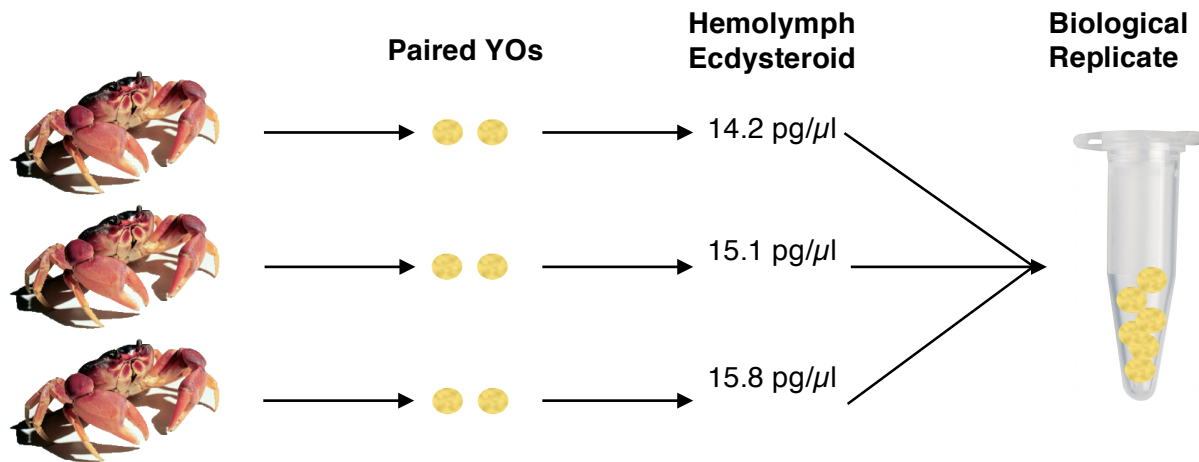 Paired YOs
Hemolymph
Ecdysteroid
Biological
Replicate
14.2 pg/µl
15.1 pg/µl
15.8 pg/µl